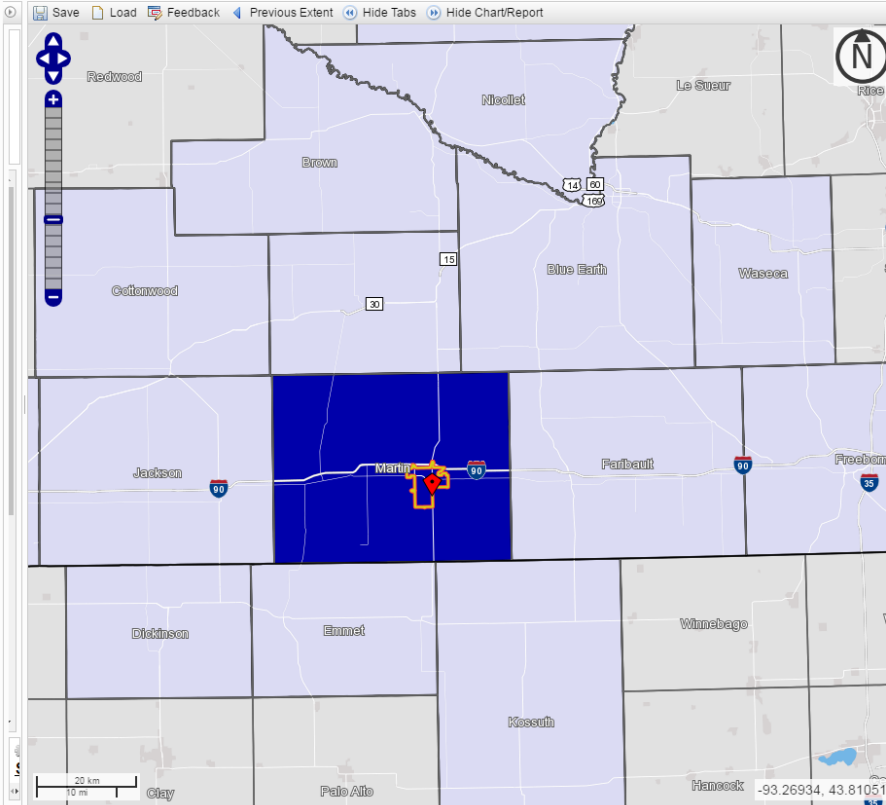 Save Load Feedback Previous Extent Hide Tabs Hide Chart/Report
N
Redwood
Nicollet
Le Sueur
Rice
Brown
14 60
169
15
Blue Earth
Waseca
Cottonwood
30
Martin
90
Faribault
90
Freeborn
Jackson
90
35
Dickinson
Emmet
Winnebago
Kossuth
20 km
10 mi
Clay
Palo Alto
Hancock
-93.26934, 43.81051